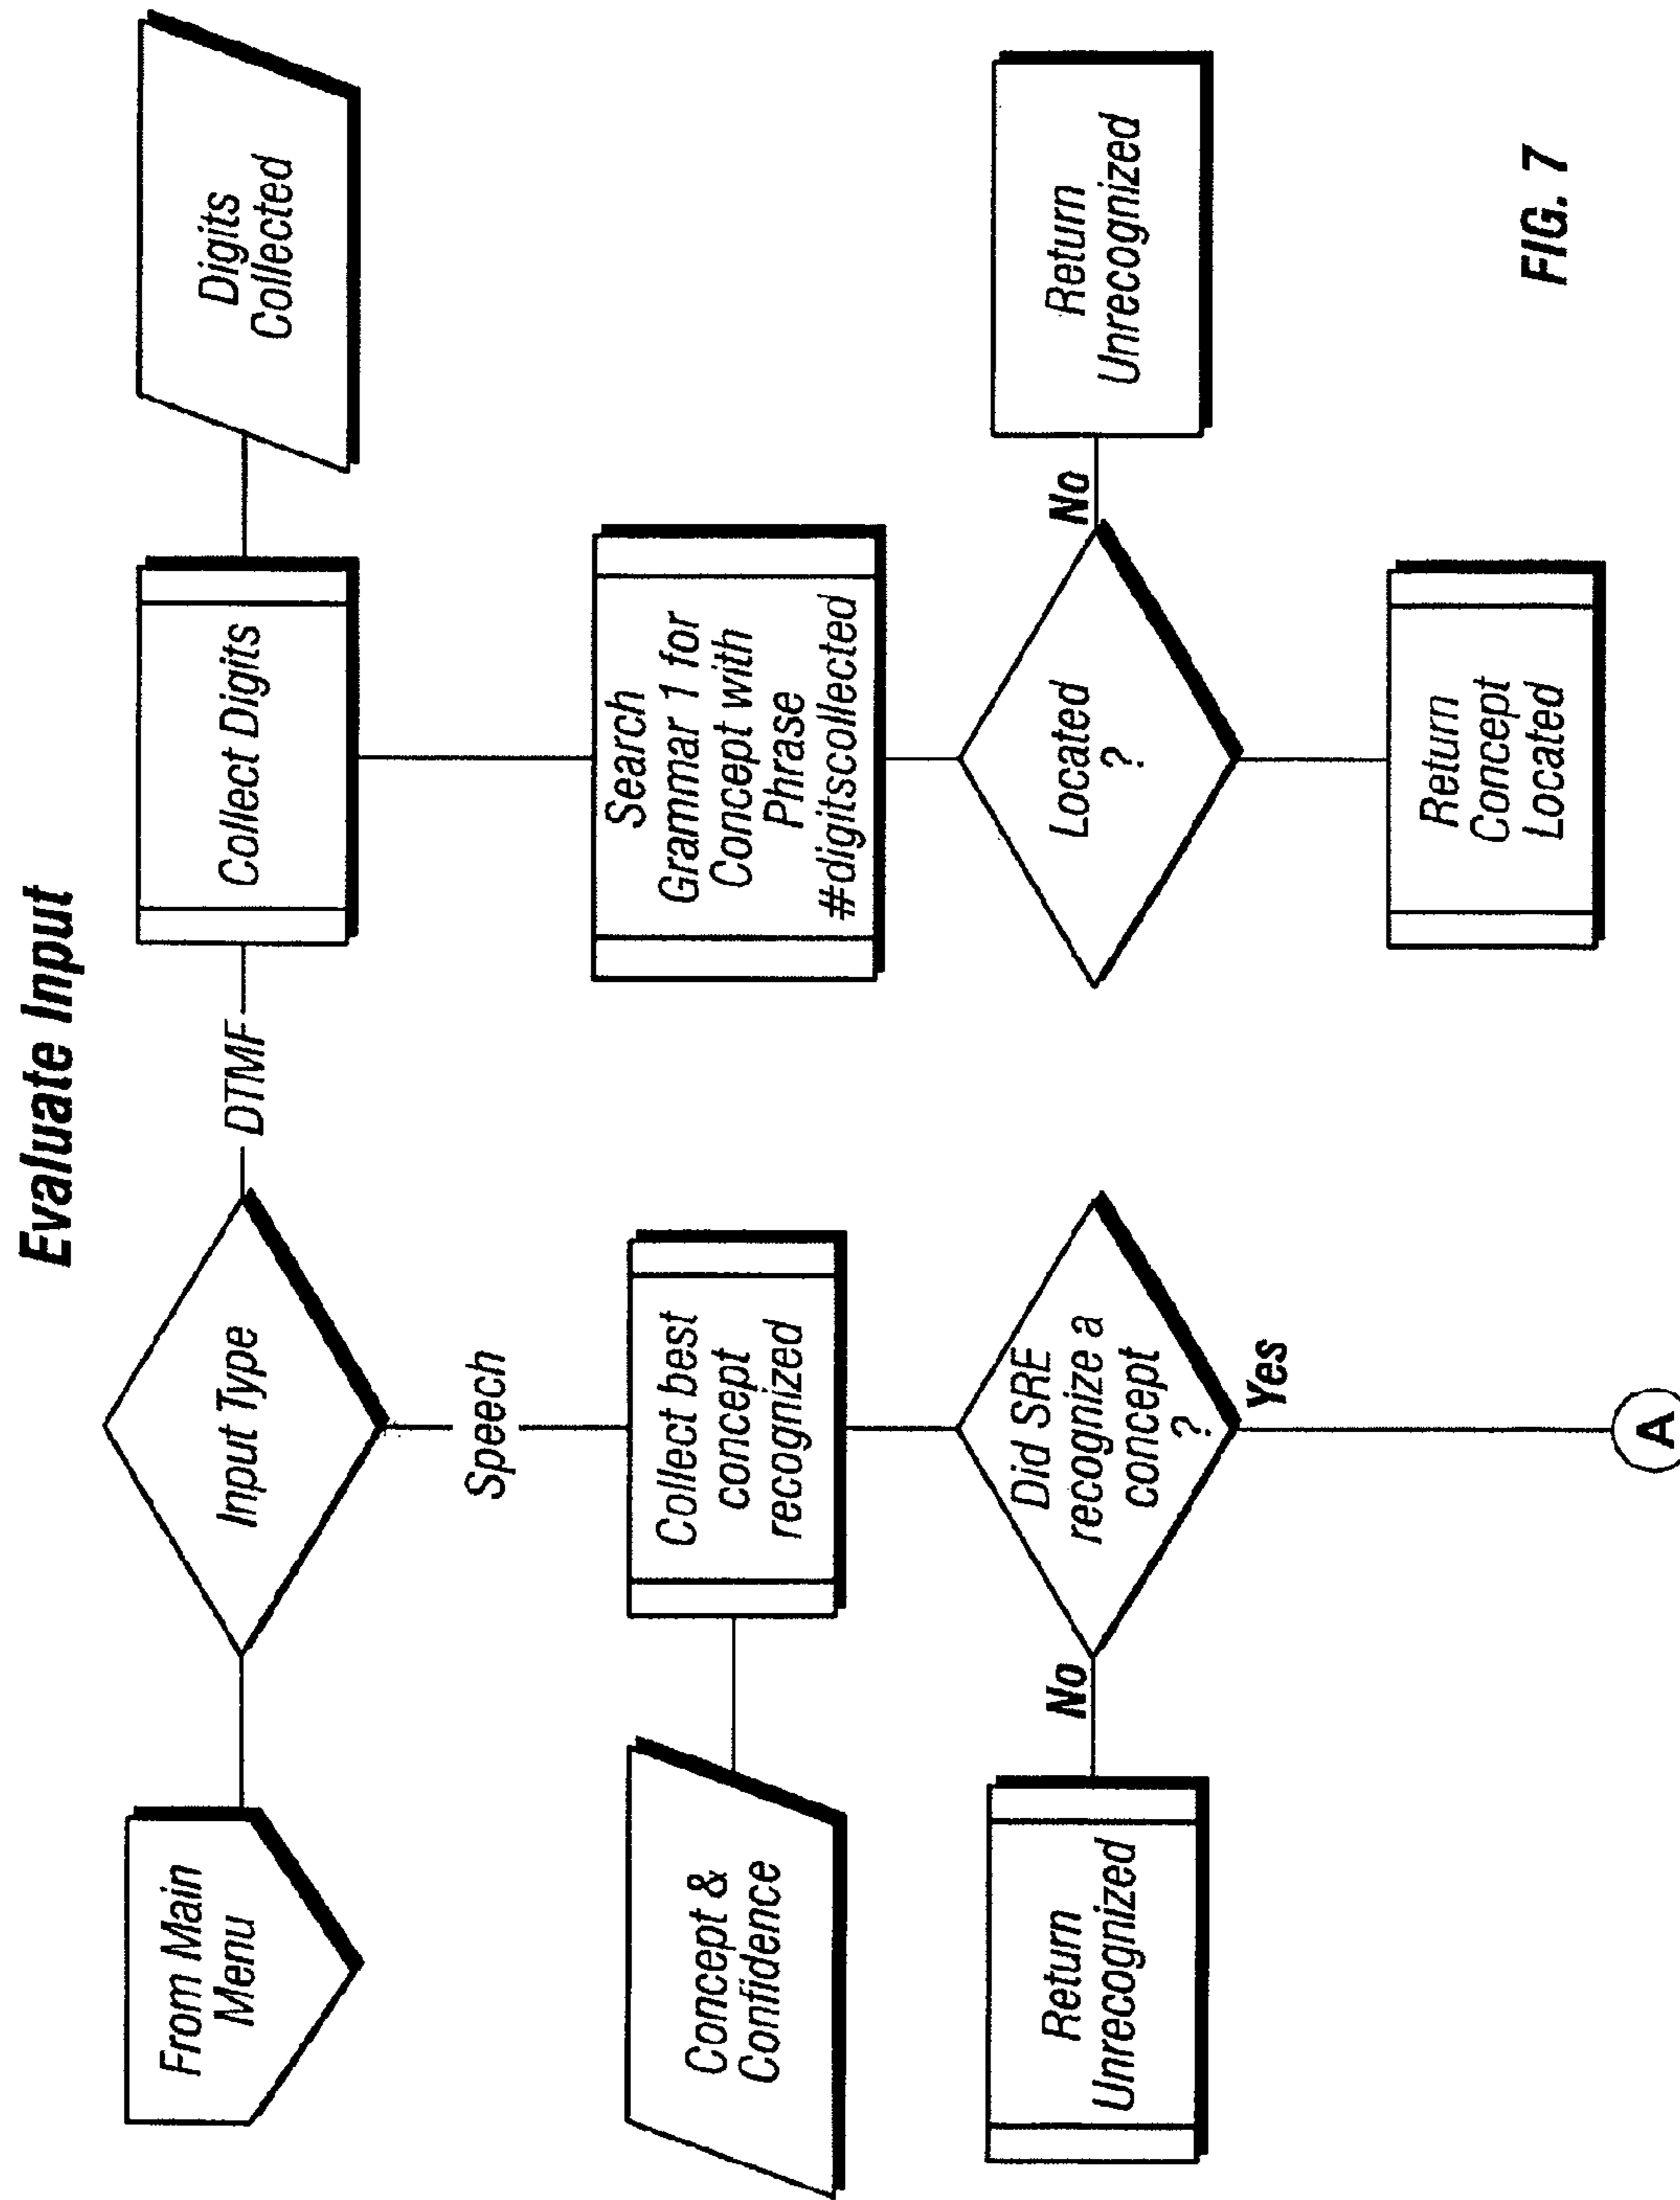 Evaluate Input
From Main
Menu
Input Type
DTMF
Collect Digits
Digits
Collected
Speech
Concept &
Confidence
Collect best
concept
recognized
Search
Grammar 1 for
Concept with
Phrase
#digitscollected
Return
Unrecognized
No
Did SRE
recognize a
concept
?
Yes
A
Located
?
No
Return
Unrecognized
Return
Concept
Located
FIG. 7